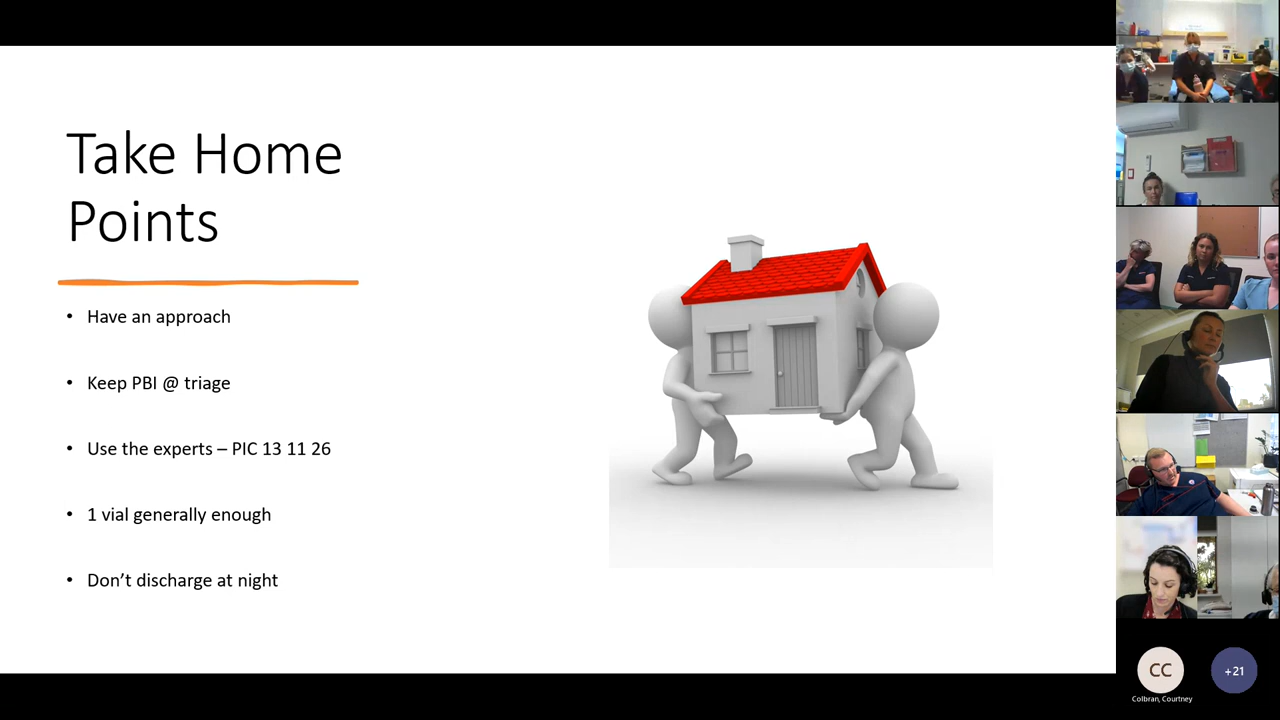 Take Home
Points
• Have an approach
• Keep PBI @ triage
• Use the experts – PIC 13 11 26
• 1 vial generally enough
• Don't discharge at night
CC
+21
Colbran, Courtney